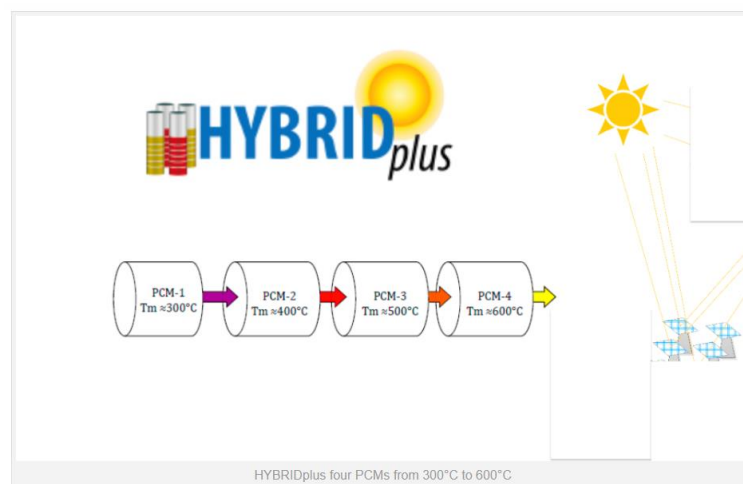 HYBRIDplus
PCM-1
Tm ≈300°C
PCM-2
Tm ≈400°C
PCM-3
Tm ≈500°C
PCM-4
Tm ≈600°C
HYBRIDplus four PCMs from 300°C to 600°C